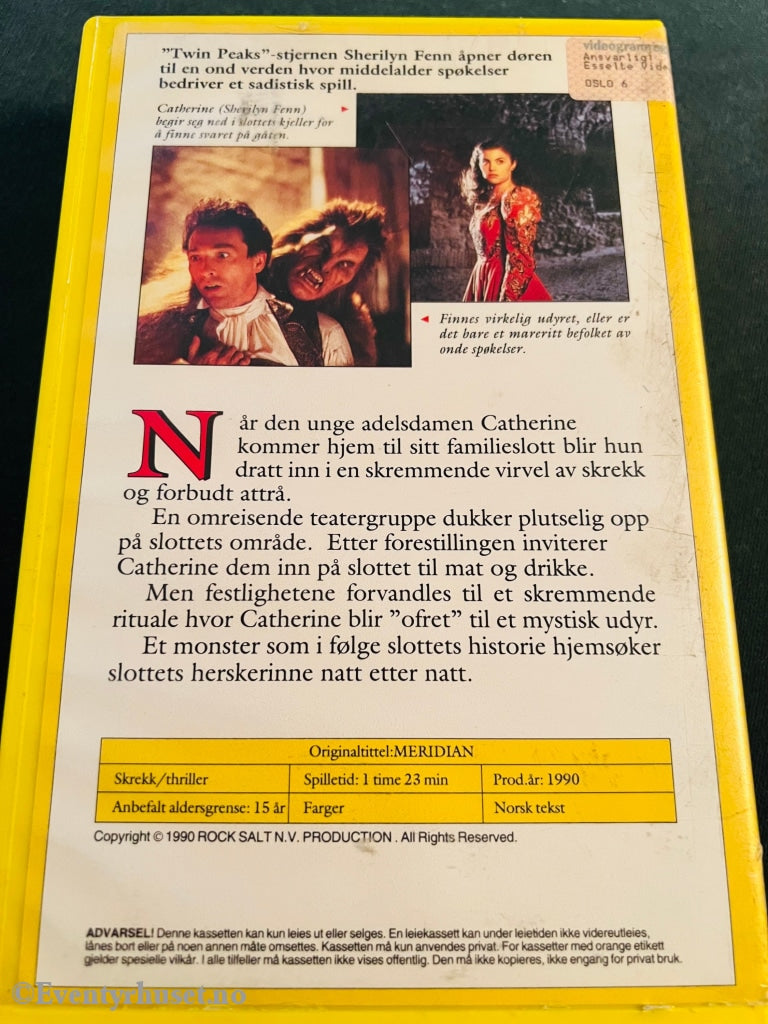 "Twin Peaks"-stjernen Sherilyn Fenn åpner døren
til en ond verden hvor middelalder spøkelser
bedriver et sadistisk spill.
videogram
Ansvarlig:
Esselte Vide
OSLO 6
Catherine (Sherilyn Fenn)
begir seg ned i slottets kjeller for
å finne svaret på gåten.
Finnes virkelig udyret, eller er
det bare et mareritt befolket av
onde spøkelser.
Når den unge adelsdamen Catherine
kommer hjem til sitt familieslott blir hun
dratt inn i en skremmende virvel av skrekk
og forbudt attrå.
En omreisende teatergruppe dukker plutselig opp
på slottets område. Etter forestillingen inviterer
Catherine dem inn på slottet til mat og drikke.
Men festlighetene forvandles til et skremmende
rituale hvor Catherine blir "ofret" til et mystisk udyr.
Et monster som i følge slottets historie hjemsøker
slottets herskerinne natt etter natt.
Originaltittel:MERIDIAN
Skrekk/thriller Spilletid: 1 time 23 min Prod.år: 1990
Anbefalt aldersgrense: 15 år Farger Norsk tekst
Copyright © 1990 ROCK SALT N.V. PRODUCTION . All Rights Reserved.
ADVARSEL! Denne kassetten kan kun leies ut eller selges. En leiekassett kan under leietiden ikke videreutleies,
lånes bort eller på noen annen måte omsettes. Kassetten må kun anvendes privat. For kassetter med orange etikett
gjelder spesielle vilkår. I alle tilfeller må kassetten ikke vises offentlig. Den må ikke kopieres, ikke engang for privat bruk.
©Eventyrhuset.no